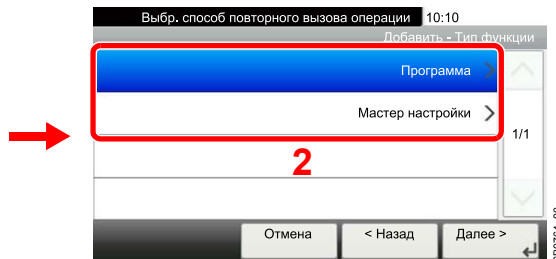 Выбр. способ повторного вызова операции 10:10
Добавить - Тип функции
Программа
Мастер настройки
1/1
2
Отмена
< Назад
Далее >